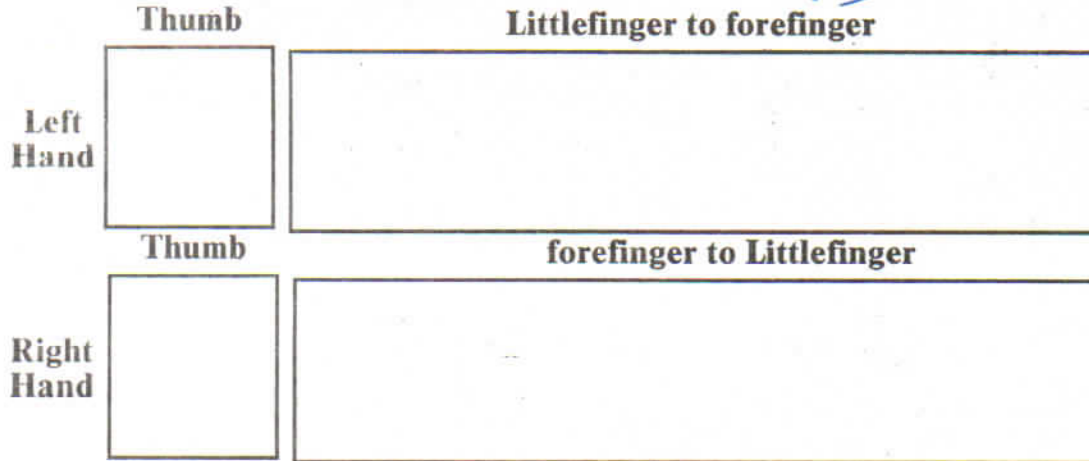 Thumb Littlefinger to forefinger
Left
Hand
Thumb forefinger to Littlefinger
Right
Hand